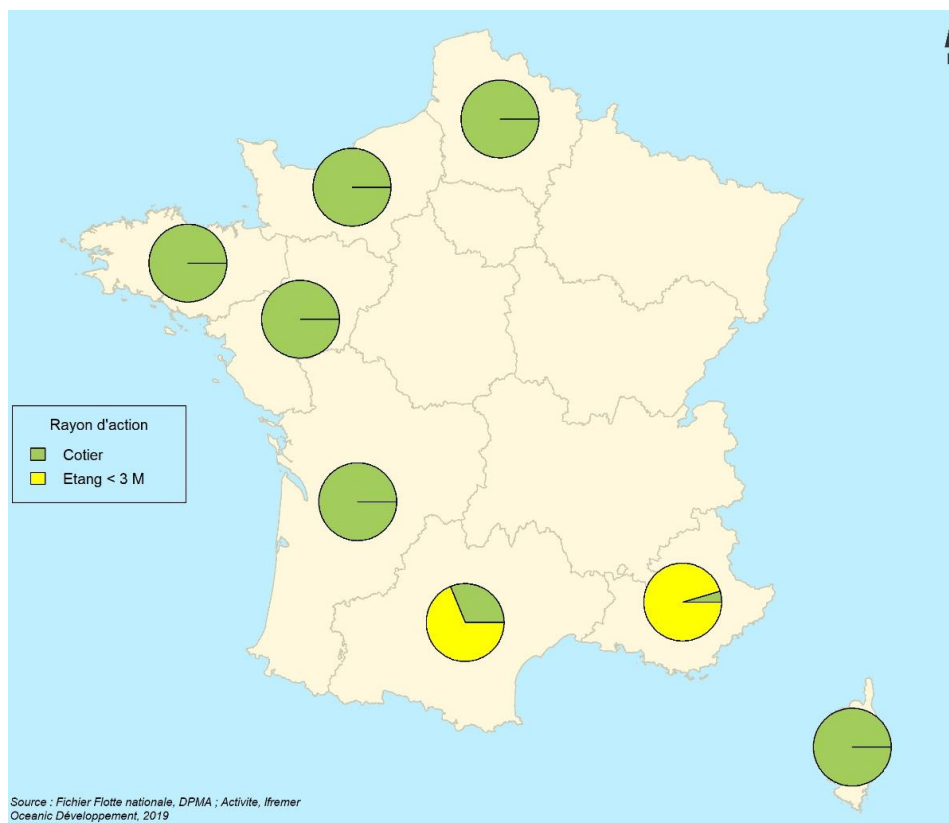 Rayon d'action
Cotier
Etang < 3 M
Source : Fichier Flotte nationale, DPMA ; Activite, Ifremer
Oceanic Développement, 2019